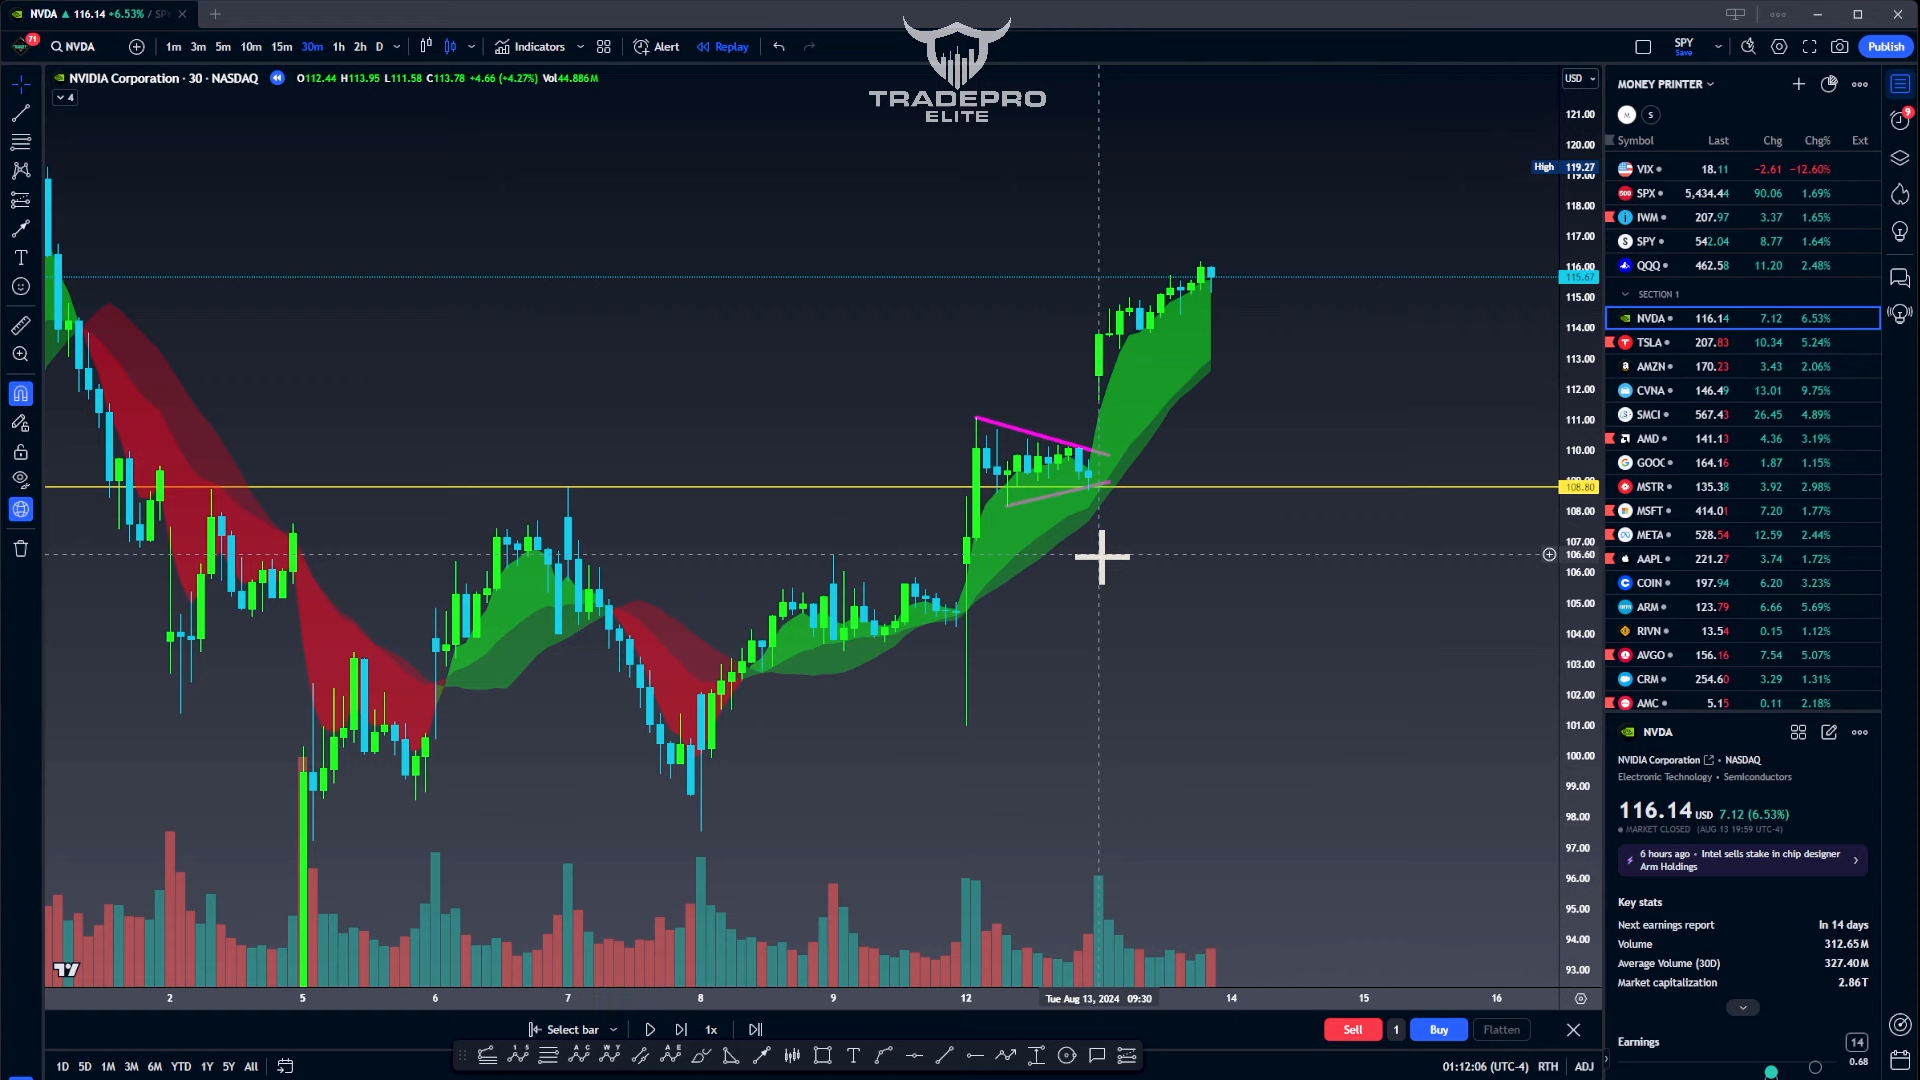 NVDA ▲ 116.14 +6.53% / SP
71
NVDA
1m 3m 5m 10m 15m 30m 1h 2h D
Indicators
Alert
Replay
SPY
Save
Publish
TRADEPRO
ELITE
NVIDIA Corporation · 30 · NASDAQ
O112.44 H113.95 L111.58 C113.78 +4.66 (+4.27%) Vol44.886M
4
USD
121.00
120.00
High 119.27
119.00
118.00
117.00
116.00
115.67
115.00
114.00
113.00
112.00
111.00
110.00
108.80
108.00
107.00
106.60
106.00
105.00
104.00
103.00
102.00
101.00
100.00
99.00
98.00
97.00
96.00
95.00
94.00
93.00
2 5 6 7 8 9 12 Tue Aug 13, 2024 09:30 14 15 16
Select bar
1x
Sell 1 Buy Flatten
1D 5D 1M 3M 6M YTD 1Y 5Y All
01:12:06 (UTC-4) RTH ADJ
MONEY PRINTER
M S
9
Symbol Last Chg Chg% Ext
VIX 18.11 −2.61 −12.60%
SPX 5,434.44 90.06 1.69%
IWM 207.97 3.37 1.65%
SPY 542.04 8.77 1.64%
QQQ 462.58 11.20 2.48%
SECTION 1
NVDA 116.14 7.12 6.53%
TSLA 207.83 10.34 5.24%
AMZN 170.23 3.43 2.06%
CVNA 146.49 13.01 9.75%
SMCI 567.43 26.45 4.89%
AMD 141.13 4.36 3.19%
GOOG 164.16 1.87 1.15%
MSTR 135.38 3.92 2.98%
MSFT 414.01 7.20 1.77%
META 528.54 12.59 2.44%
AAPL 221.27 3.74 1.72%
COIN 197.94 6.20 3.23%
ARM 123.79 6.66 5.69%
RIVN 13.54 0.15 1.12%
AVGO 156.16 7.54 5.07%
CRM 254.60 3.29 1.31%
AMC 5.15 0.11 2.18%
NVDA
NVIDIA Corporation • NASDAQ
Electronic Technology • Semiconductors
116.14 USD 7.12 (6.53%)
MARKET CLOSED (AUG 13 19:59 UTC-4)
6 hours ago • Intel sells stake in chip designer
Arm Holdings
Key stats
Next earnings report In 14 days
Volume 312.65M
Average Volume (30D) 327.40M
Market capitalization 2.86T
Earnings 14
0.68